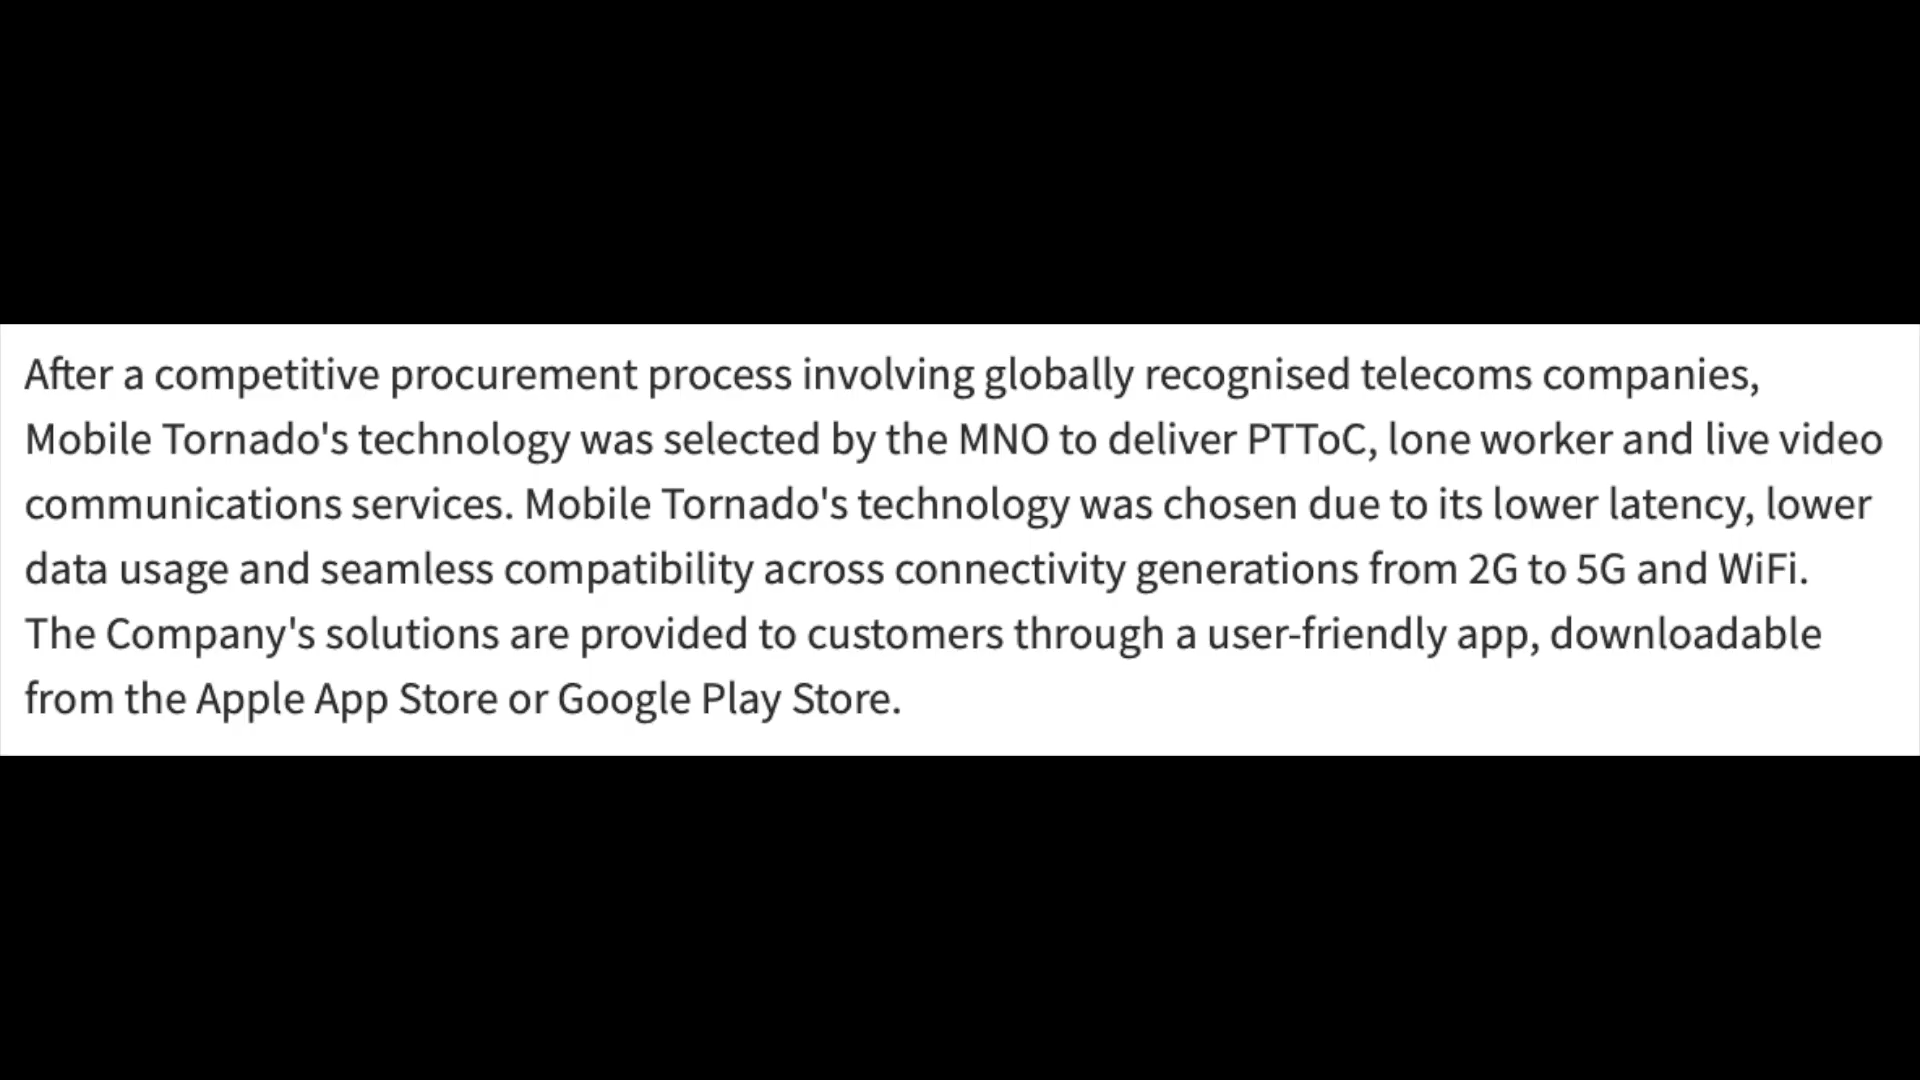 After a competitive procurement process involving globally recognised telecoms companies,
Mobile Tornado's technology was selected by the MNO to deliver PTToC, lone worker and live video
communications services. Mobile Tornado's technology was chosen due to its lower latency, lower
data usage and seamless compatibility across connectivity generations from 2G to 5G and WiFi.
The Company's solutions are provided to customers through a user-friendly app, downloadable
from the Apple App Store or Google Play Store.